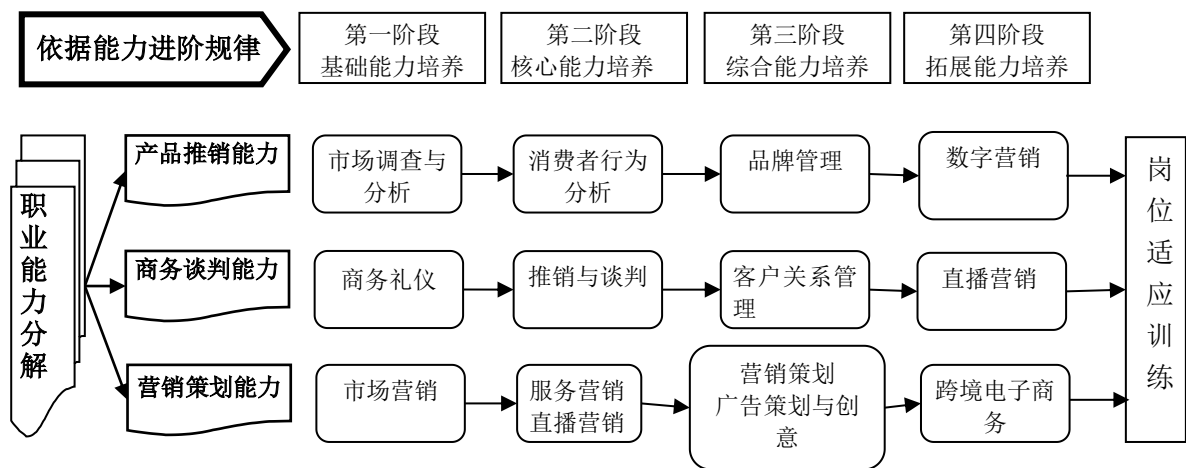 依据能力进阶规律
第一阶段
基础能力培养
第二阶段
核心能力培养
第三阶段
综合能力培养
第四阶段
拓展能力培养
职业能力分解
产品推销能力
市场调查与
分析
消费者行为
分析
品牌管理
数字营销
商务谈判能力
商务礼仪
推销与谈判
客户关系管
理
直播营销
营销策划能力
市场营销
服务营销
直播营销
营销策划
广告策划与创
意
跨境电子商
务
岗位适应训练